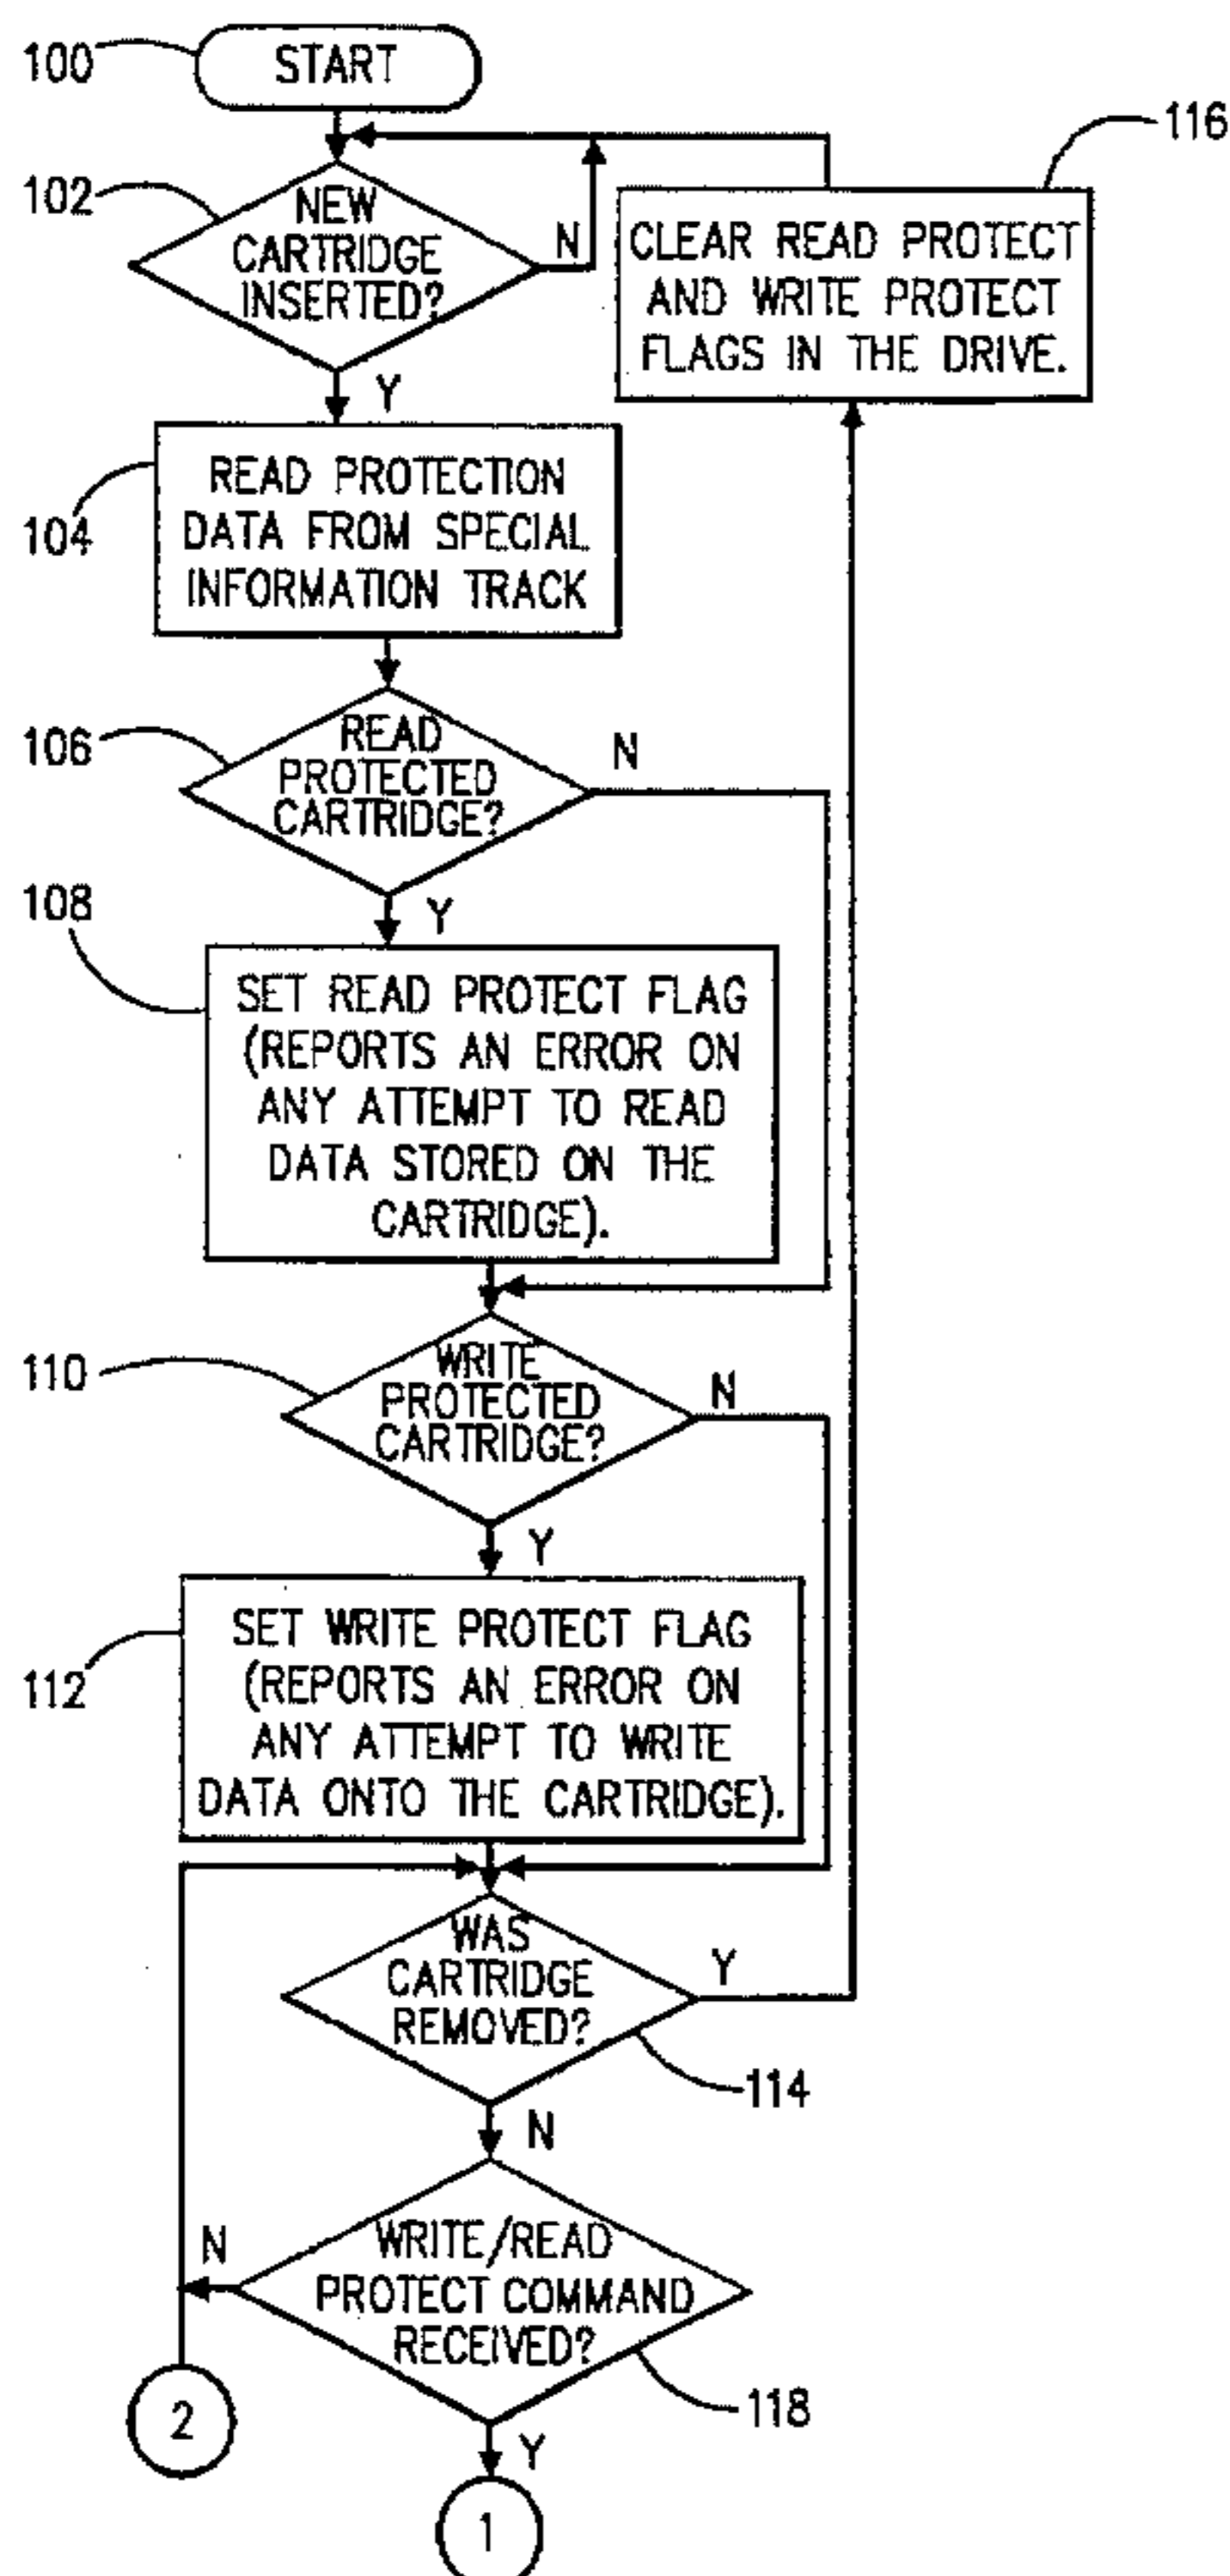 100
START
116
102
NEW
CARTRIDGE
INSERTED?
N
CLEAR READ PROTECT
AND WRITE PROTECT
FLAGS IN THE DRIVE.
Y
104
READ PROTECTION
DATA FROM SPECIAL
INFORMATION TRACK
106
READ
PROTECTED
CARTRIDGE?
N
Y
108
SET READ PROTECT FLAG
(REPORTS AN ERROR ON
ANY ATTEMPT TO READ
DATA STORED ON THE
CARTRIDGE).
110
WRITE
PROTECTED
CARTRIDGE?
N
Y
112
SET WRITE PROTECT FLAG
(REPORTS AN ERROR ON
ANY ATTEMPT TO WRITE
DATA ONTO THE CARTRIDGE).
WAS
CARTRIDGE
REMOVED?
Y
114
N
WRITE/READ
PROTECT COMMAND
RECEIVED?
N
118
2
Y
1